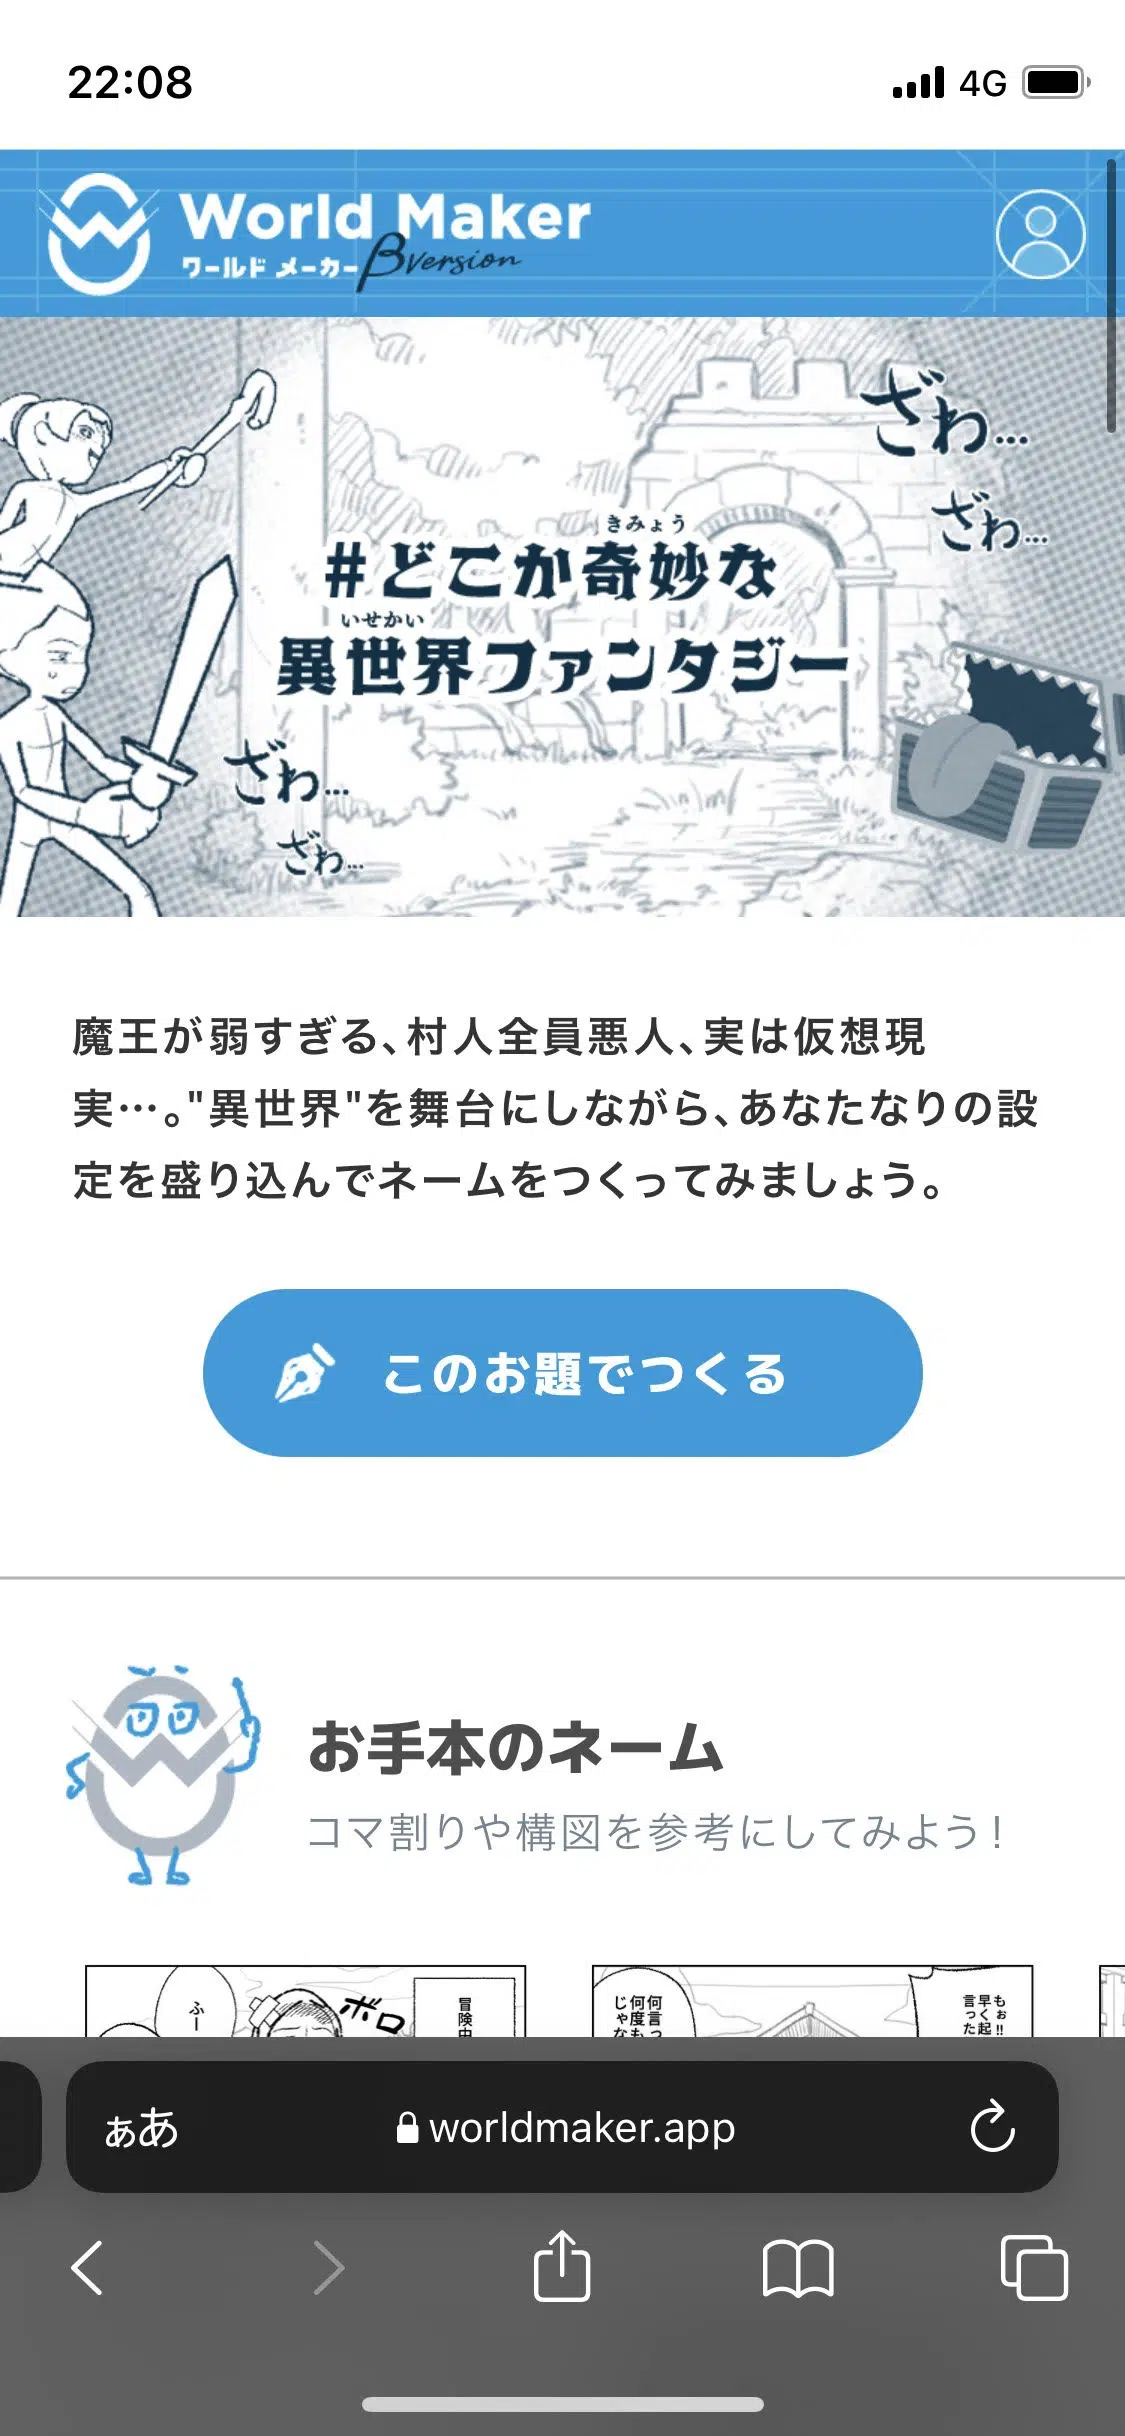 22:08
4G
World Maker
ワールド メーカー β version
ざわ…
ざわ…
きみょう
#どこか奇妙な
いせかい
異世界ファンタジー
ざわ…
ざわ…
魔王が弱すぎる、村人全員悪人、実は仮想現
実…。"異世界"を舞台にしながら、あなたなりの設
定を盛り込んでネームをつくってみましょう。
このお題でつくる
お手本のネーム
コマ割りや構図を参考にしてみよう！
冒険中
ボロ
ふー
もぉ!!
早く起
言った
何言っ
何度も
じゃな
ぁあ
worldmaker.app